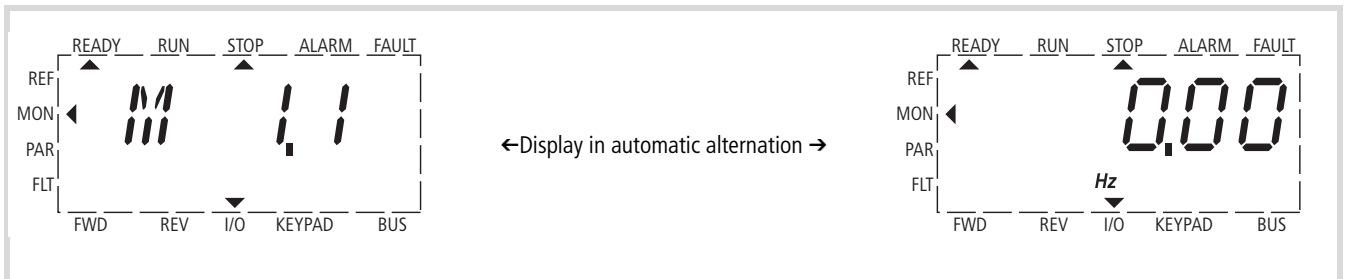 READY RUN STOP ALARM FAULT
REF
MON
PAR
FLT
M 1.1
FWD REV I/O KEYPAD BUS
←Display in automatic alternation →
READY RUN STOP ALARM FAULT
REF
MON
PAR
FLT
0.00
Hz
FWD REV I/O KEYPAD BUS